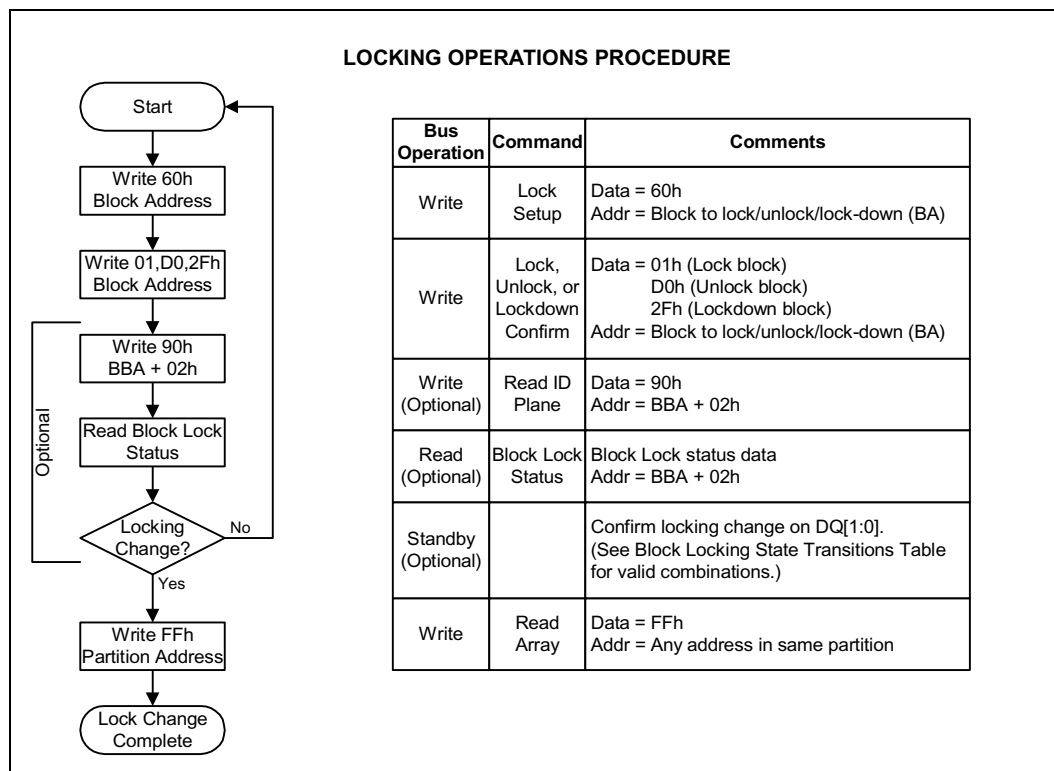 LOCKING OPERATIONS PROCEDURE
Start
Write 60h
Block Address
Write 01,D0,2Fh
Block Address
Optional
Write 90h
BBA + 02h
Read Block Lock
Status
Locking
Change?
No
Yes
Write FFh
Partition Address
Lock Change
Complete
Bus
Operation
Command
Comments
Write
Lock
Setup
Data = 60h
Addr = Block to lock/unlock/lock-down (BA)
Write
Lock,
Unlock, or
Lockdown
Confirm
Data = 01h (Lock block)
D0h (Unlock block)
2Fh (Lockdown block)
Addr = Block to lock/unlock/lock-down (BA)
Write
(Optional)
Read ID
Plane
Data = 90h
Addr = BBA + 02h
Read
(Optional)
Block Lock
Status
Block Lock status data
Addr = BBA + 02h
Standby
(Optional)
Confirm locking change on DQ[1:0].
(See Block Locking State Transitions Table
for valid combinations.)
Write
Read
Array
Data = FFh
Addr = Any address in same partition